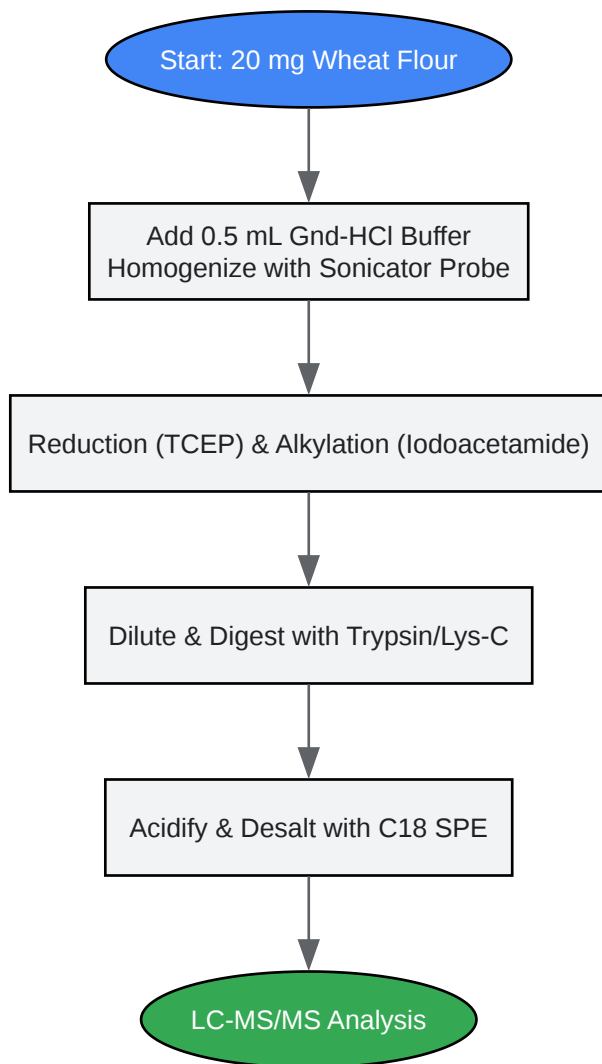 Start: 20 mg Wheat Flour
Add 0.5 mL Gnd-HCl Buffer
Homogenize with Sonicator Probe
Reduction (TCEP) & Alkylation (Iodoacetamide)
Dilute & Digest with Trypsin/Lys-C
Acidify & Desalt with C18 SPE
LC-MS/MS Analysis